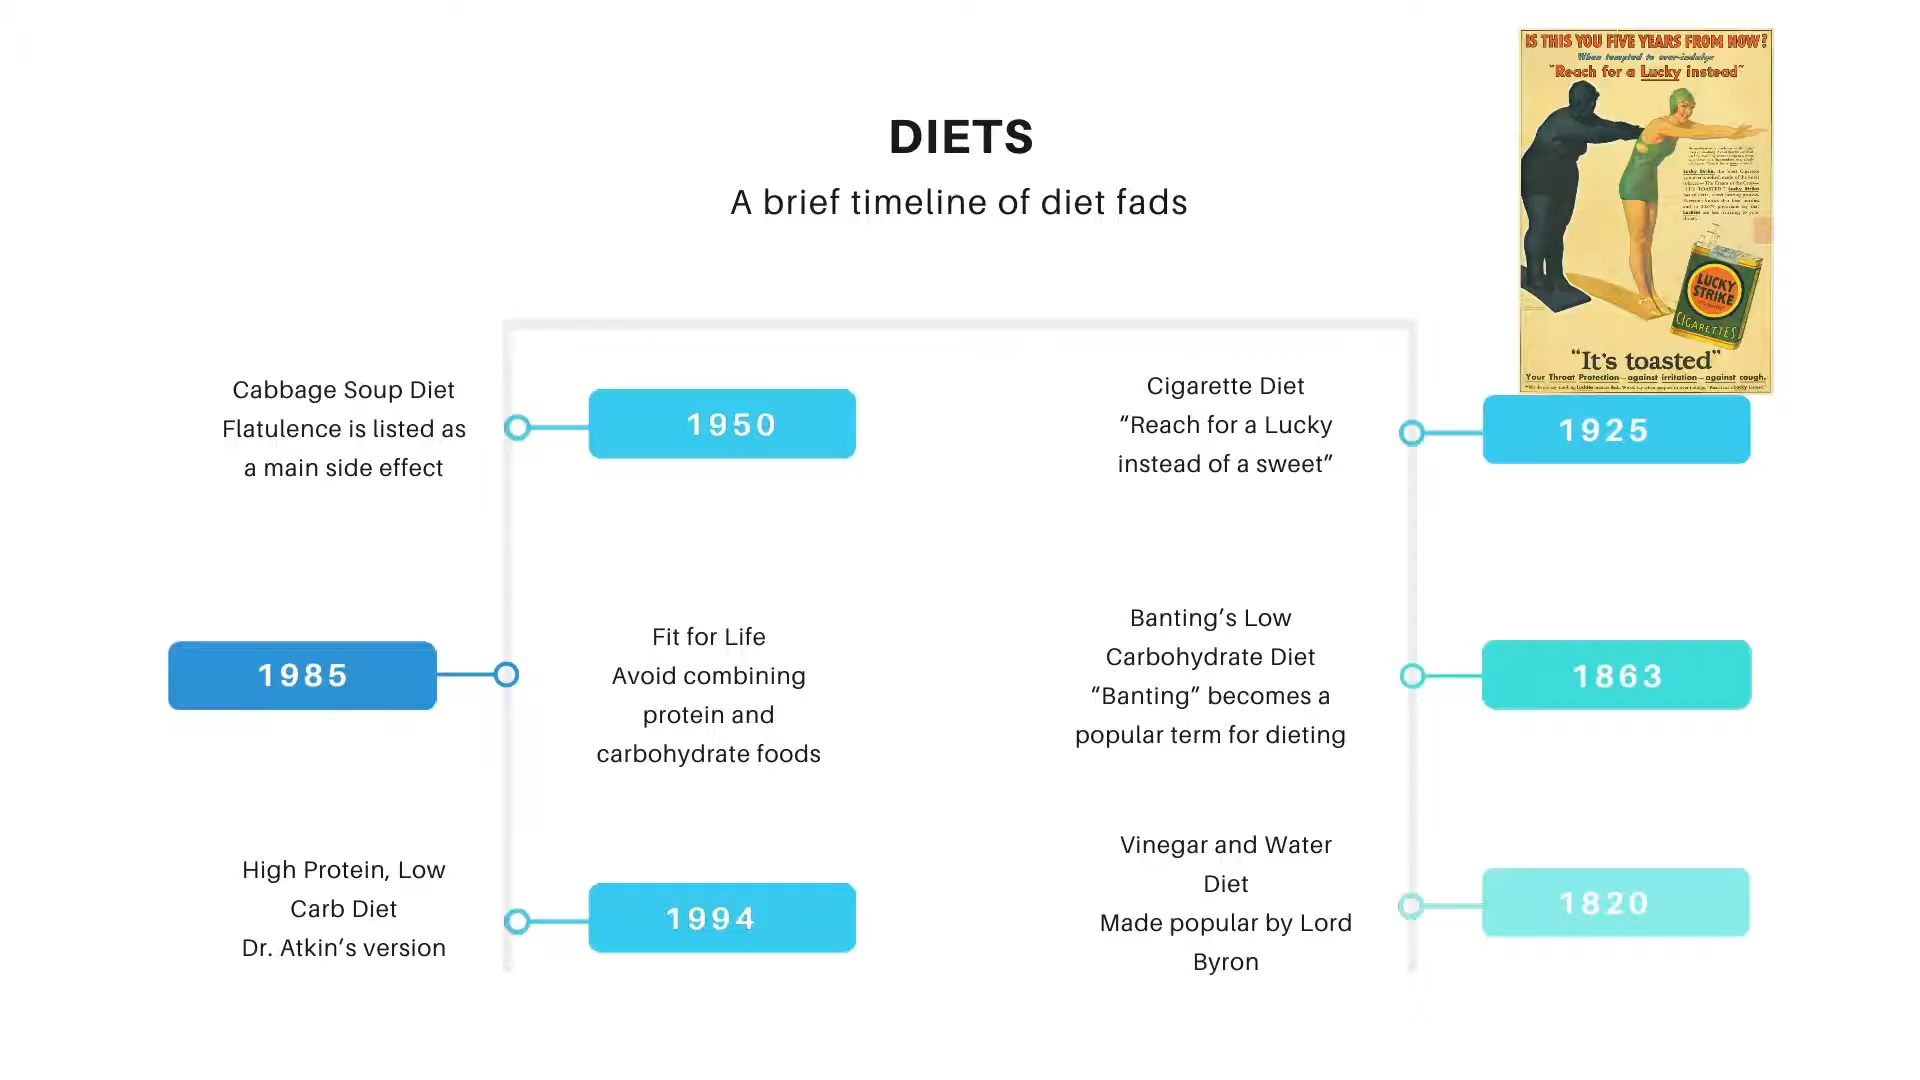 IS THIS YOU FIVE YEARS FROM NOW?
When tempted to over-indulge
"Reach for a Lucky instead"
DIETS
A brief timeline of diet fads
LUCKY
STRIKE
CIGARETTES
"It's toasted"
Your Throat Protection—against irritation—against cough.
Cabbage Soup Diet
Flatulence is listed as
a main side effect
1950
Cigarette Diet
“Reach for a Lucky
instead of a sweet”
1925
1985
Fit for Life
Avoid combining
protein and
carbohydrate foods
Banting’s Low
Carbohydrate Diet
“Banting” becomes a
popular term for dieting
1863
High Protein, Low
Carb Diet
Dr. Atkin’s version
1994
Vinegar and Water
Diet
Made popular by Lord
Byron
1820